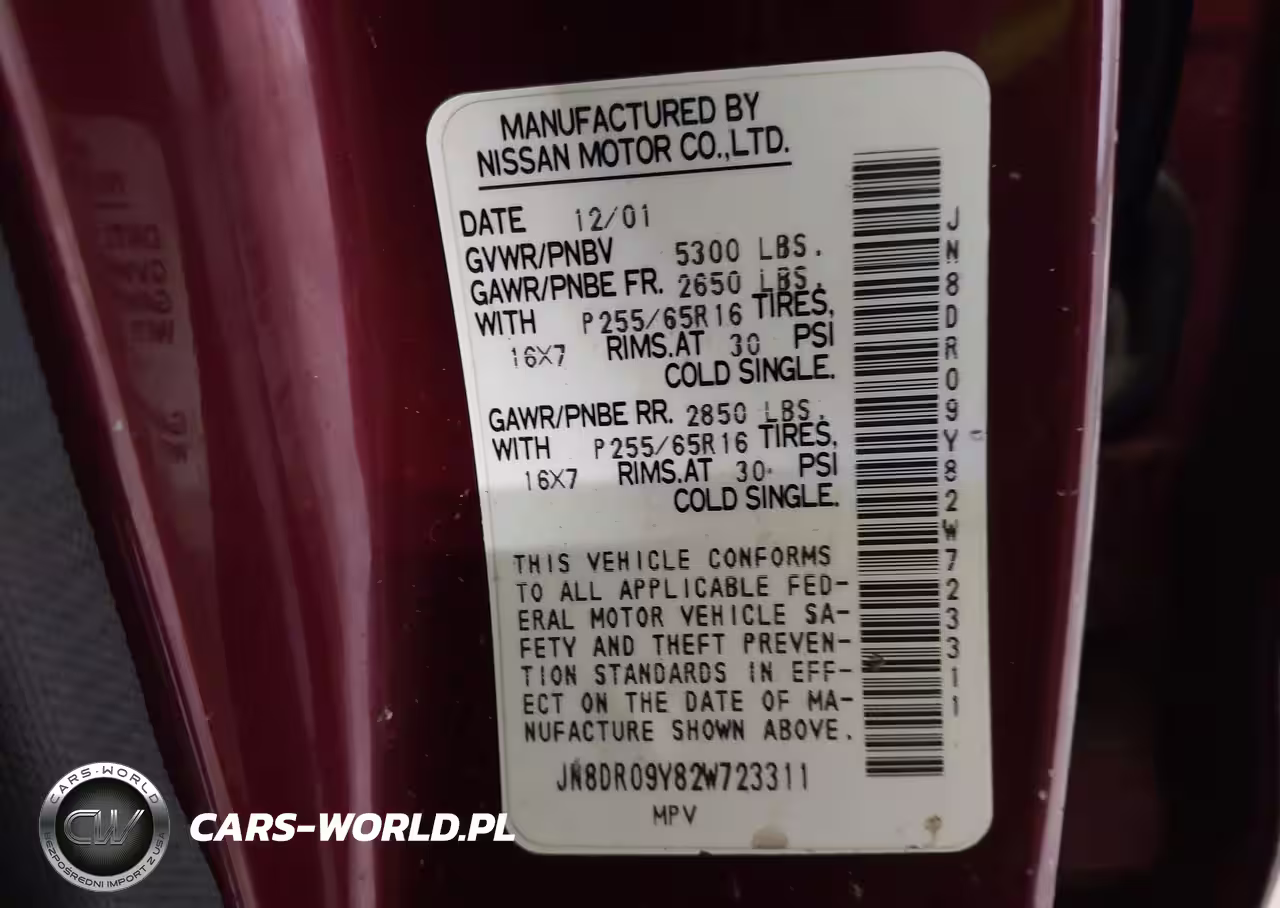 MANUFACTURED BY
NISSAN MOTOR CO.,LTD.
DATE 12/01
GVWR/PNBV 5300 LBS.
GAWR/PNBE FR. 2650 LBS.
WITH P255/65R16 TIRES,
16X7 RIMS.AT 30 PSI
COLD SINGLE.
GAWR/PNBE RR. 2850 LBS.
WITH P255/65R16 TIRES,
16X7 RIMS.AT 30 PSI
COLD SINGLE.
THIS VEHICLE CONFORMS
TO ALL APPLICABLE FED-
ERAL MOTOR VEHICLE SA-
FETY AND THEFT PREVEN-
TION STANDARDS IN EFF-
ECT ON THE DATE OF MA-
NUFACTURE SHOWN ABOVE.
JN8DR09Y82W723311
MPV
JN8DR09Y82W723311
CARS-WORLD
CW
BEZPOŚREDNI IMPORT Z USA
CARS-WORLD.PL